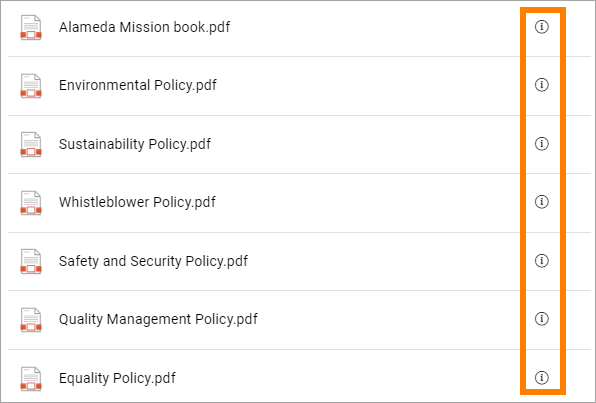 Alameda Mission book.pdf
Environmental Policy.pdf
Sustainability Policy.pdf
Whistleblower Policy.pdf
Safety and Security Policy.pdf
Quality Management Policy.pdf
Equality Policy.pdf